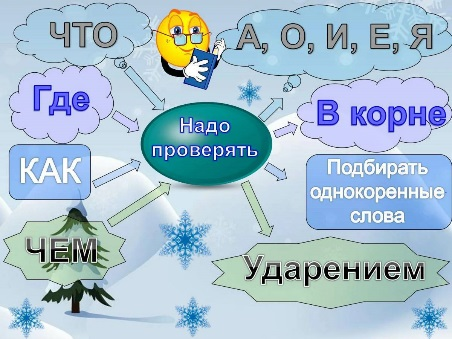 ЧТО
А, О, И, Е, Я
Где
Надо
проверять
В корне
КАК
Подбирать
однокоренные
слова
ЧЕМ
Ударением